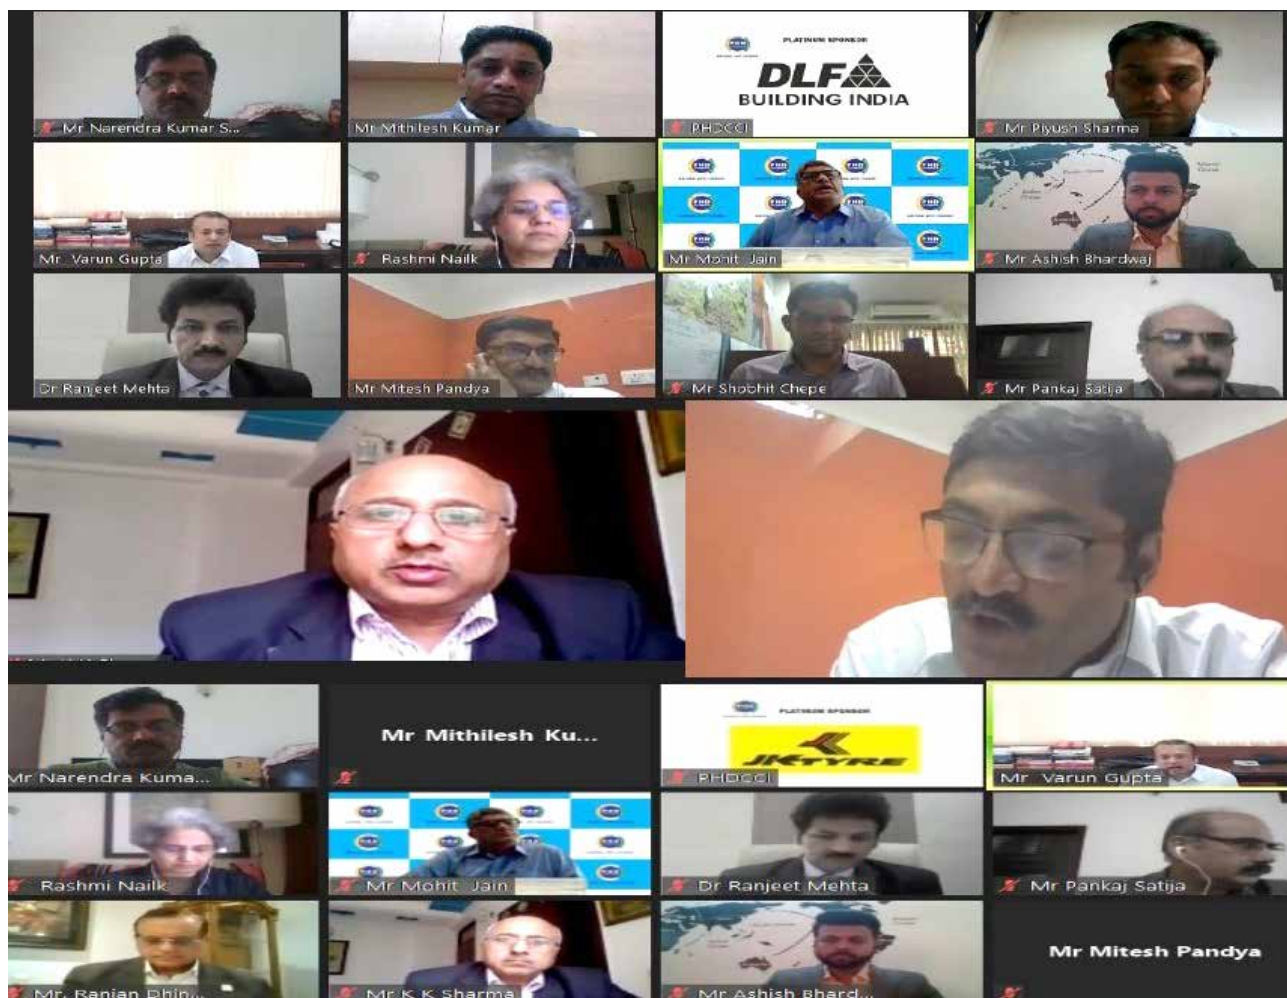 PLATINUM SPONSOR
DLF
BUILDING INDIA
Mr Narendra Kumar S...
Mr Mithilesh Kumar
PHDCCI
Mr Piyush Sharma
Mr Varun Gupta
Rashmi Naik
Mr Mohit Jain
Mr Ashish Bhardwaj
Dr Ranjeet Mehta
Mr Mitesh Pandya
Mr Shobhit Chepe
Mr Pankaj Satija
Mr Narendra Kuma...
Mr Mithilesh Ku...
PLATINUM SPONSOR
JK TYRE
PHDCCI
Mr Varun Gupta
Rashmi Naik
Mr Mohit Jain
Dr Ranjeet Mehta
Mr Pankaj Satija
Mr. Ranjan Dhin...
Mr K K Sharma
Mr Ashish Bhard...
Mr Mitesh Pandya